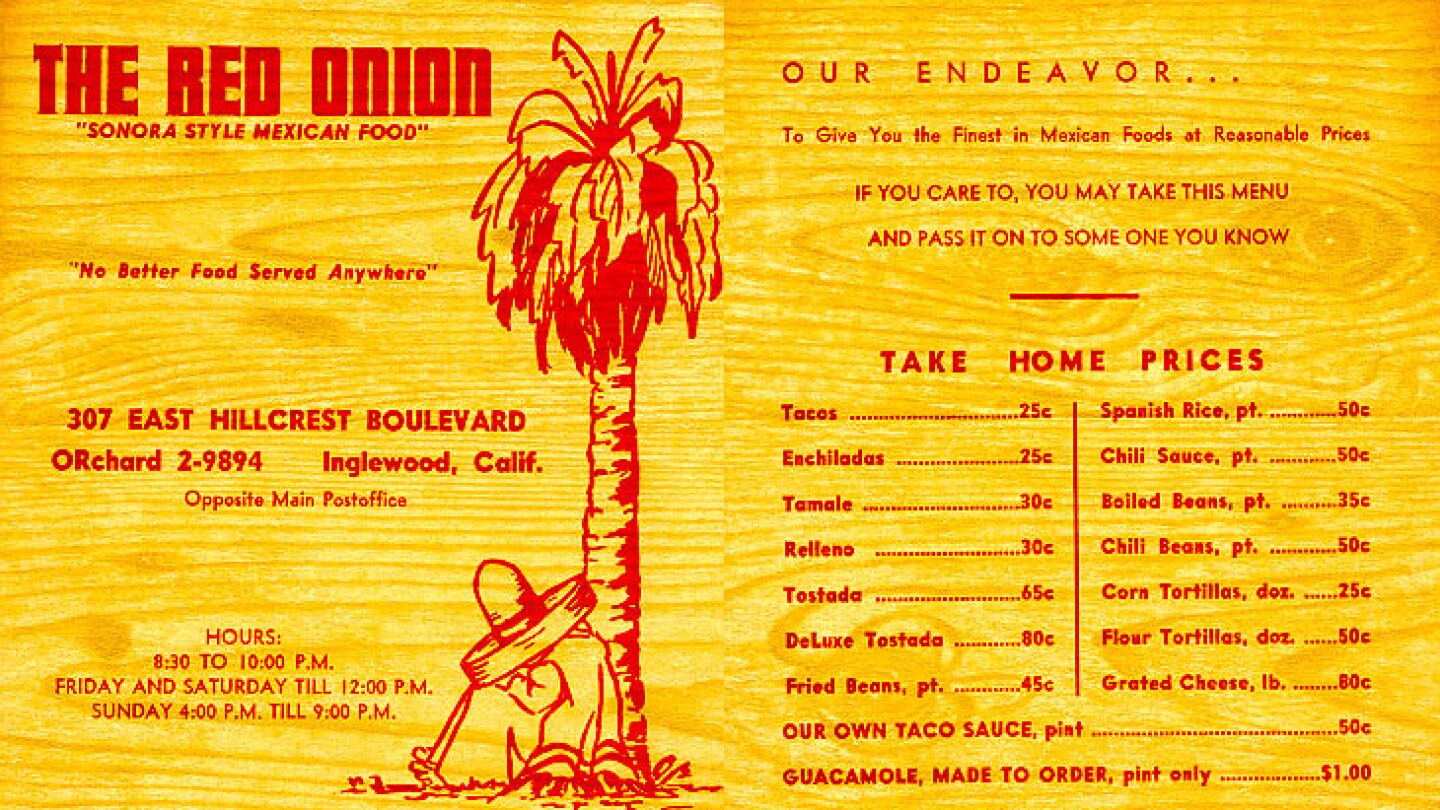 THE RED ONION
"SONORA STYLE MEXICAN FOOD"
"No Better Food Served Anywhere"
307 EAST HILLCREST BOULEVARD
ORchard 2-9894 Inglewood, Calif.
Opposite Main Postoffice
HOURS:
8:30 TO 10:00 P.M.
FRIDAY AND SATURDAY TILL 12:00 P.M.
SUNDAY 4:00 P.M. TILL 9:00 P.M.
OUR ENDEAVOR...
To Give You the Finest in Mexican Foods at Reasonable Prices
IF YOU CARE TO, YOU MAY TAKE THIS MENU
AND PASS IT ON TO SOME ONE YOU KNOW
TAKE HOME PRICES
Tacos ..........25c
Enchiladas ..........25c
Tamale ..........30c
Relleno ..........30c
Tostada ..........65c
DeLuxe Tostada ..........80c
Fried Beans, pt. ..........45c
Spanish Rice, pt. ..........50c
Chili Sauce, pt. ..........50c
Boiled Beans, pt. ..........35c
Chili Beans, pt. ..........50c
Corn Tortillas, doz. ......25c
Flour Tortillas, doz. ......50c
Grated Cheese, lb. ........80c
OUR OWN TACO SAUCE, pint ..........50c
GUACAMOLE, MADE TO ORDER, pint only ..........$1.00